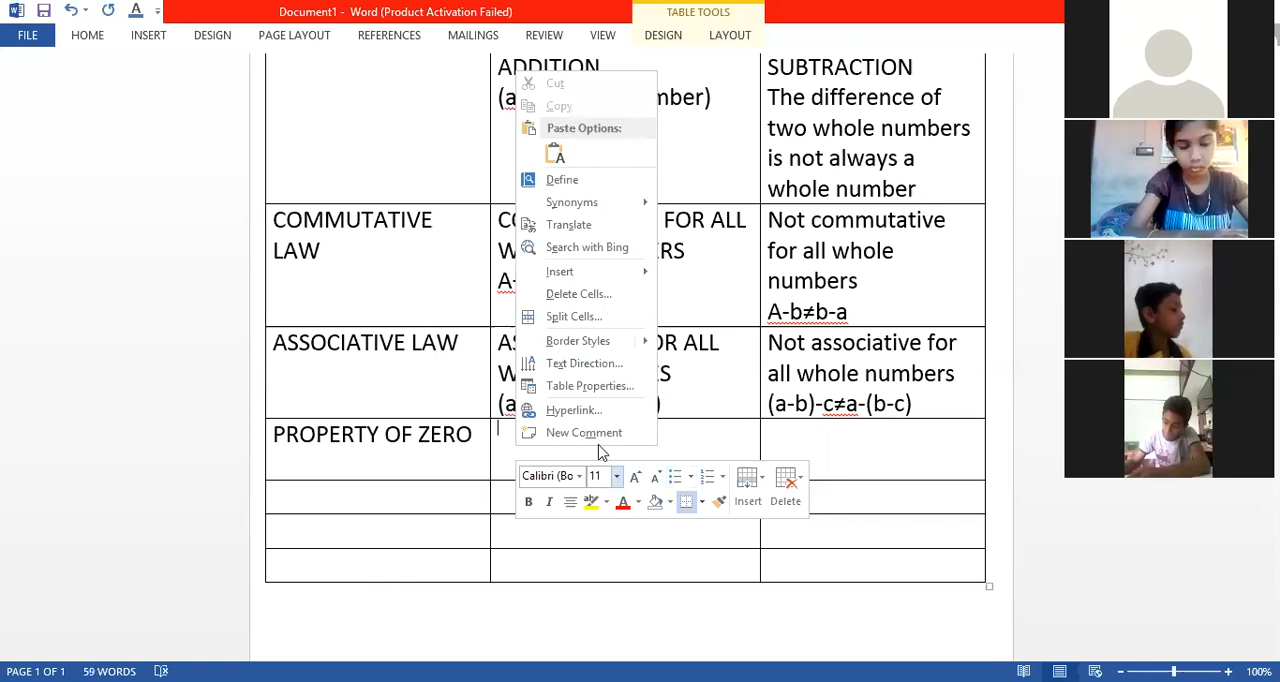 Document1 - Word (Product Activation Failed)
TABLE TOOLS
FILE
HOME
INSERT
DESIGN
PAGE LAYOUT
REFERENCES
MAILINGS
REVIEW
VIEW
DESIGN
LAYOUT
ADDITION
(a mber)
SUBTRACTION
The difference of
two whole numbers
is not always a
whole number
COMMUTATIVE
LAW
CO FOR ALL
W RS
A-
Not commutative
for all whole
numbers
A-b≠b-a
ASSOCIATIVE LAW
AS OR ALL
W S
(a )
Not associative for
all whole numbers
(a-b)-c≠a-(b-c)
PROPERTY OF ZERO
Cut
Copy
Paste Options:
A
Define
Synonyms
Translate
Search with Bing
Insert
Delete Cells...
Split Cells...
Border Styles
Text Direction...
Table Properties...
Hyperlink...
New Comment
Calibri (Bo 11
B I A Insert Delete
PAGE 1 OF 1 59 WORDS 100%